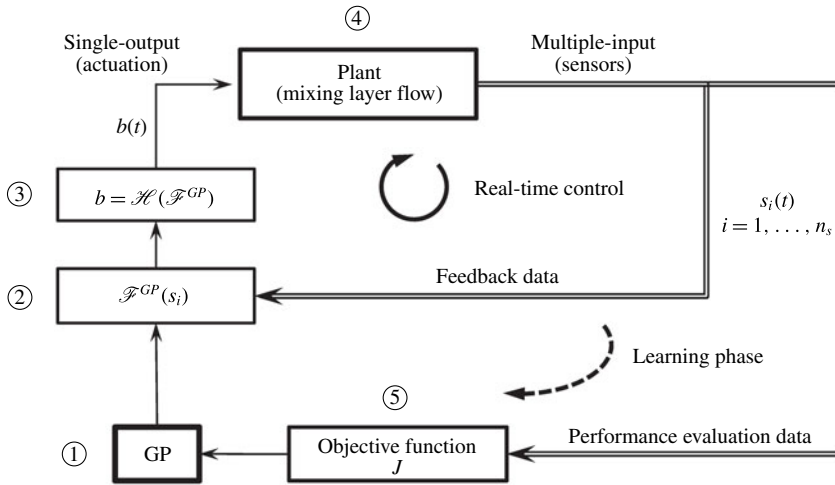 ④
Single-output
(actuation)
Plant
(mixing layer flow)
Multiple-input
(sensors)
b(t)
③
b = ℋ(ℱ^{GP})
Real-time control
s_i(t)
i = 1, . . . , n_s
②
ℱ^{GP}(s_i)
Feedback data
Learning phase
⑤
①
GP
Objective function
J
Performance evaluation data